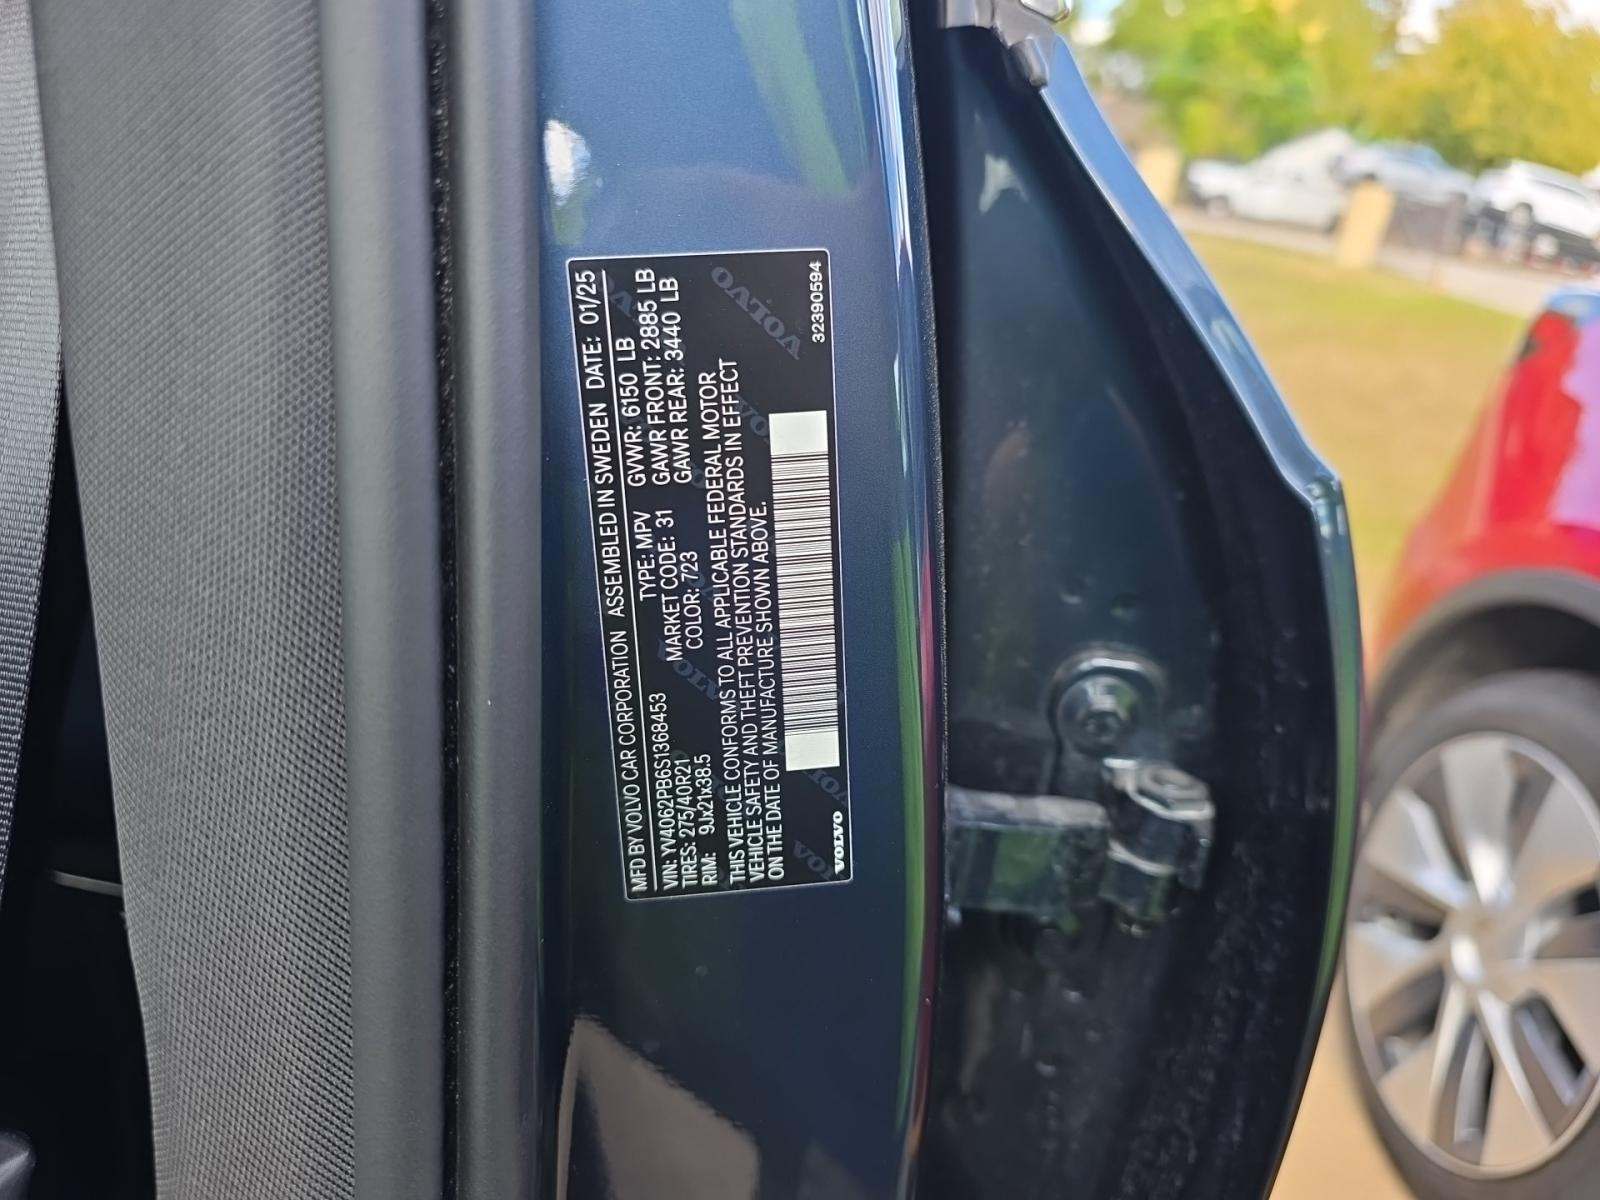 MFD BY VOLVO CAR CORPORATION ASSEMBLED IN SWEDEN DATE: 01/25
VIN: YV4062PB6S1368453 TYPE: MPV GVWR: 6150 LB
TIRES: 275/40R21 MARKET CODE: 31 GAWR FRONT: 2885 LB
RIM: 9Jx21x38.5 COLOR: 723 GAWR REAR: 3440 LB
THIS VEHICLE CONFORMS TO ALL APPLICABLE FEDERAL MOTOR
VEHICLE SAFETY AND THEFT PREVENTION STANDARDS IN EFFECT
ON THE DATE OF MANUFACTURE SHOWN ABOVE.
VOLVO
32390594